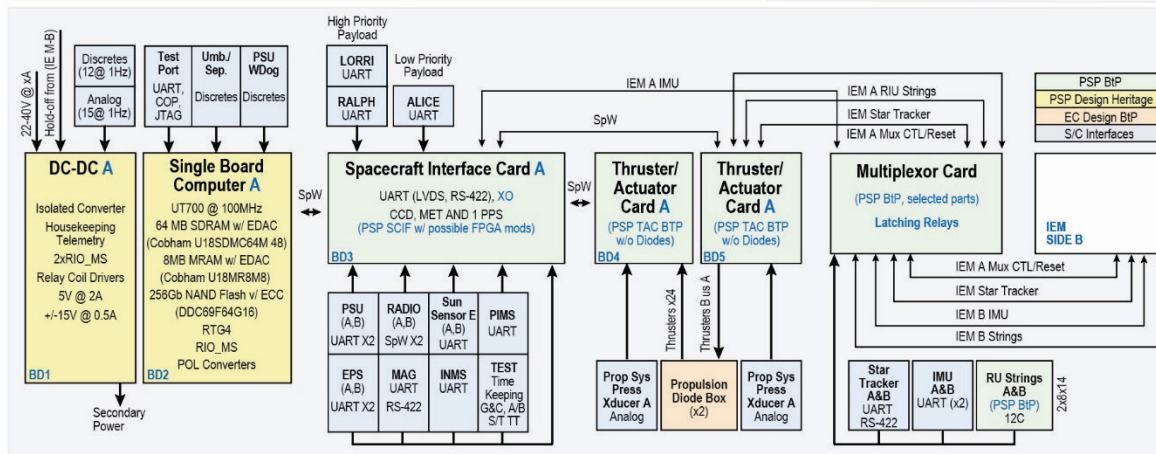 High Priority
Payload
LORRI
UART
RALPH
UART
Low Priority
Payload
ALICE
UART
22-40V @ xA
Hold-off from (IE M-B)
Discretes
(12@ 1Hz)
Analog
(15@ 1Hz)
Test
Port
UART,
COP,
JTAG
Umb./
Sep.
Discretes
PSU
WDog
Discretes
IEM A IMU
SpW
IEM A RIU Strings
IEM Star Tracker
IEM A Mux CTL/Reset
PSP BtP
PSP Design Heritage
EC Design BtP
S/C Interfaces
DC-DC A
Isolated Converter
Housekeeping
Telemetry
2xRIO_MS
Relay Coil Drivers
5V @ 2A
+/-15V @ 0.5A
BD1
Secondary
Power
Single Board
Computer A
UT700 @ 100MHz
64 MB SDRAM w/ EDAC
(Cobham U18SDMC64M 48)
8MB MRAM w/ EDAC
(Cobham U18MR8M8)
256Gb NAND Flash v/ ECC
(DDC69F64G16)
RTG4
RIO_MS
POL Converters
BD2
SpW
Spacecraft Interface Card A
UART (LVDS, RS-422), XO
CCD, MET AND 1 PPS
(PSP SCIF w/ possible FPGA mods)
BD3
SpW
Thruster/
Actuator
Card A
(PSP TAC BTP
w/o Diodes)
BD4
Thruster/
Actuator
Card A
(PSP TAC BTP
w/o Diodes)
BD5
Multiplexor Card
(PSP BtP, selected parts)
Latching Relays
IEM
SIDE B
IEM A Mux CTL/Reset
IEM Star Tracker
IEM B IMU
IEM B Strings
PSU
(A,B)
UART X2
RADIO
(A,B)
SpW X2
Sun
Sensor E
(A,B)
UART
PIMS
UART
EPS
(A,B)
UART X2
MAG
UART
RS-422
INMS
UART
TEST
Time
Keeping
G&C, A/B
S/T TT
Thrusters x24
Thrusters B us A
Prop Sys
Press
Xducer A
Analog
Propulsion
Diode Box
(x2)
Prop Sys
Press
Xducer A
Analog
Star
Tracker
A&B
UART
RS-422
IMU
A&B
UART (x2)
RU Strings
A&B
(PSP BtP)
12C
2x8x14